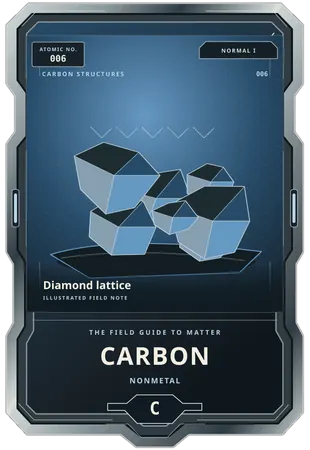 ATOMIC NO.
006
NORMAL I
CARBON STRUCTURES
006
Diamond lattice
ILLUSTRATED FIELD NOTE
THE FIELD GUIDE TO MATTER
CARBON
NONMETAL
C